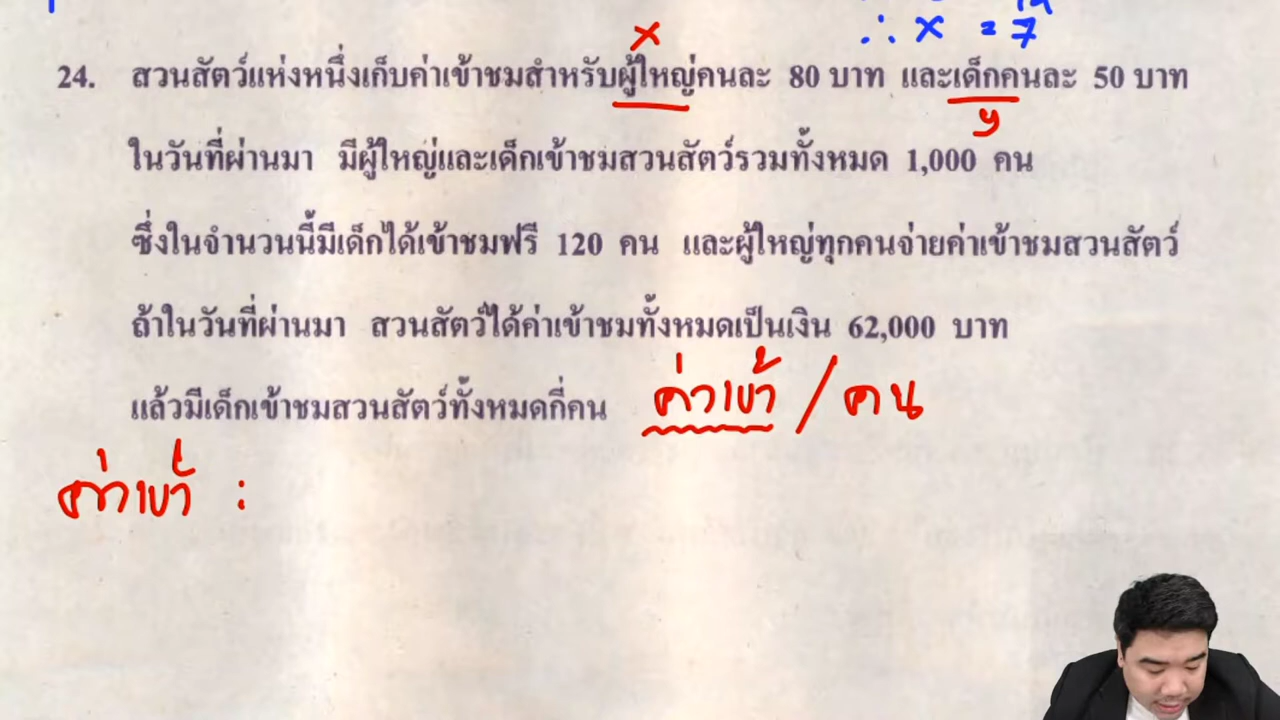 ∴ x = 7
x
24. สวนสัตว์แห่งหนึ่งเก็บค่าเข้าชมสำหรับผู้ใหญ่คนละ 80 บาท และเด็กคนละ 50 บาท
y
ในวันที่ผ่านมา มีผู้ใหญ่และเด็กเข้าชมสวนสัตว์รวมทั้งหมด 1,000 คน
ซึ่งในจำนวนนี้มีเด็กได้เข้าชมฟรี 120 คน และผู้ใหญ่ทุกคนจ่ายค่าเข้าชมสวนสัตว์
ถ้าในวันที่ผ่านมา สวนสัตว์ได้ค่าเข้าชมทั้งหมดเป็นเงิน 62,000 บาท
แล้วมีเด็กเข้าชมสวนสัตว์ทั้งหมดกี่คน ค่าเข้า / คน
ค่าเข้า :